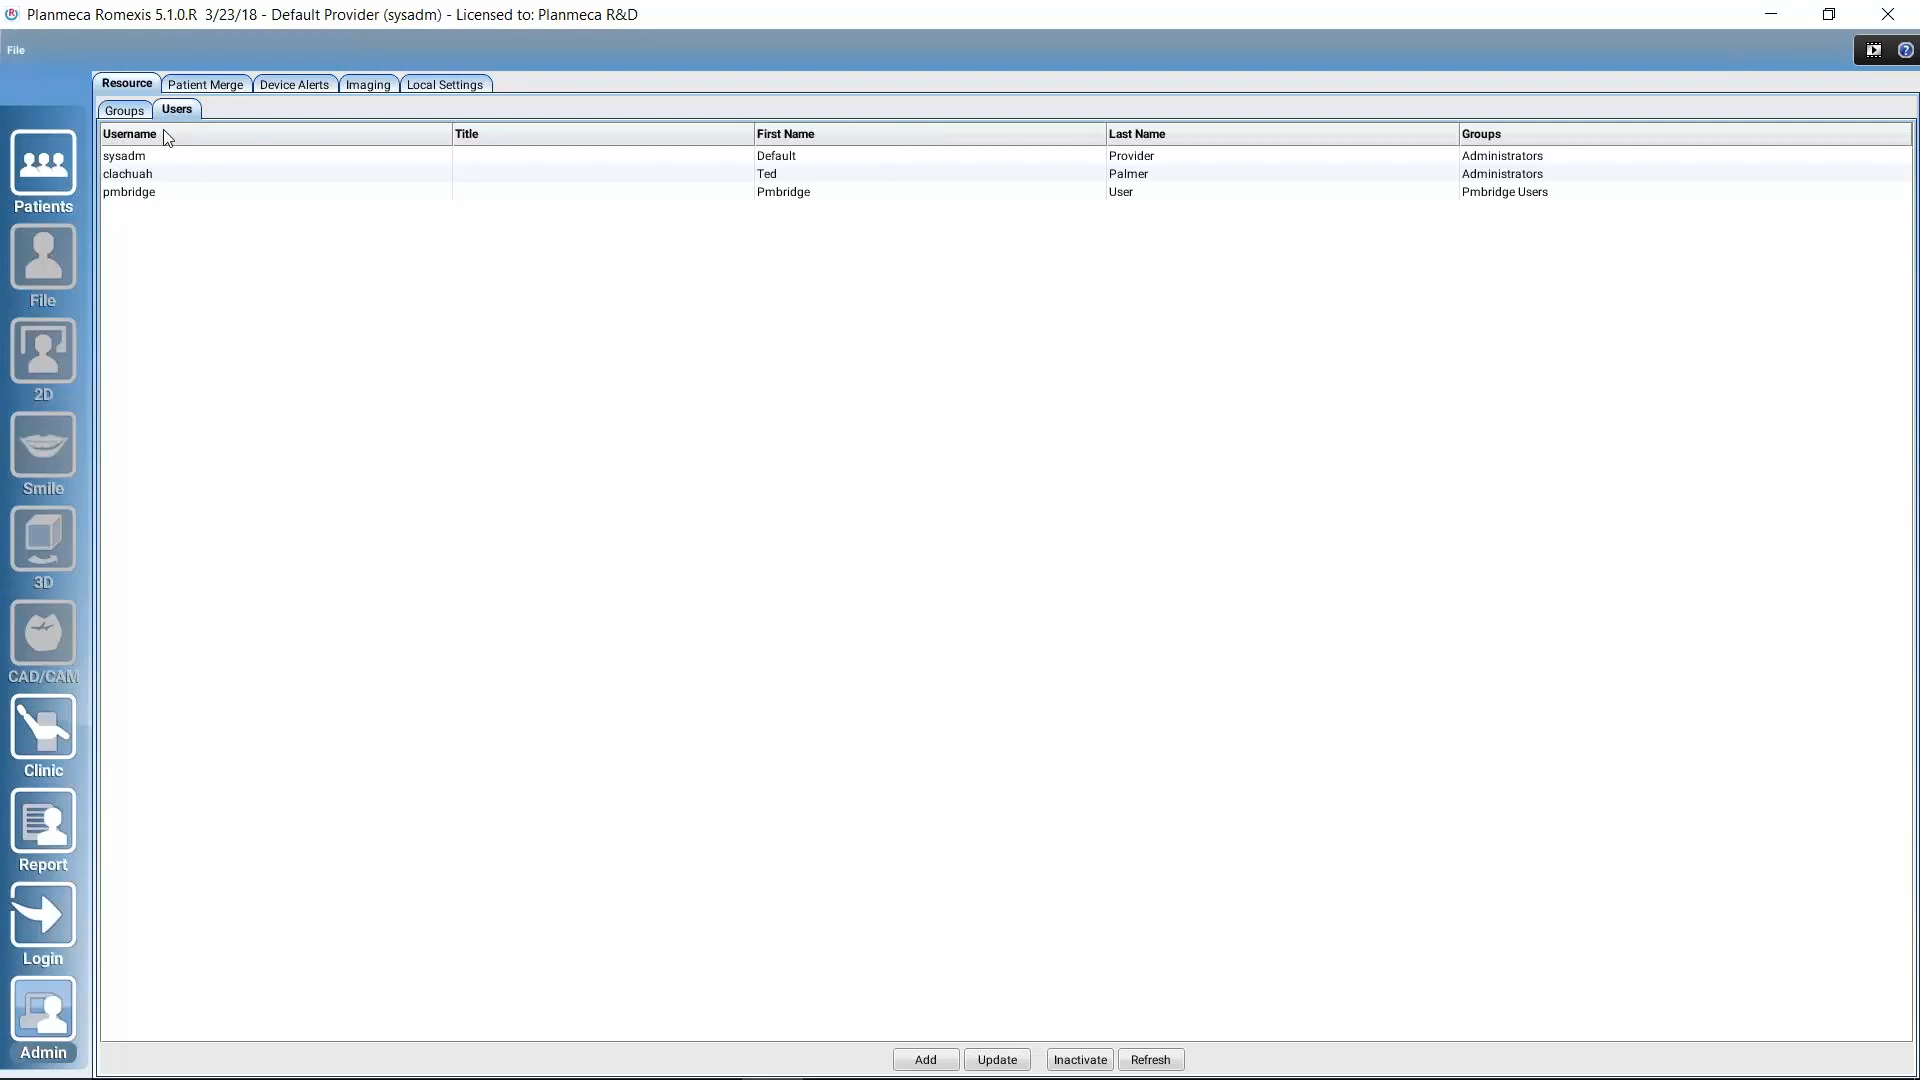 Planmeca Romexis 5.1.0.R  3/23/18 - Default Provider (sysadm) - Licensed to: Planmeca R&D
File
Resource Patient Merge Device Alerts Imaging Local Settings
Groups Users
Username Title First Name Last Name Groups
sysadm Default Provider Administrators
clachuah Ted Palmer Administrators
pmbridge Pmbridge User Pmbridge Users
Patients
File
2D
Smile
3D
CAD/CAM
Clinic
Report
Login
Admin
Add Update Inactivate Refresh